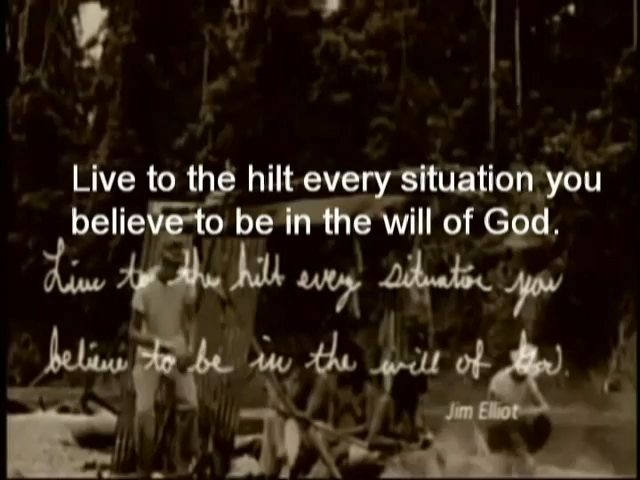 Live to the hilt every situation you
believe to be in the will of God.
Live to the hilt every situation you
believe to be in the will of God.
Jim Elliot